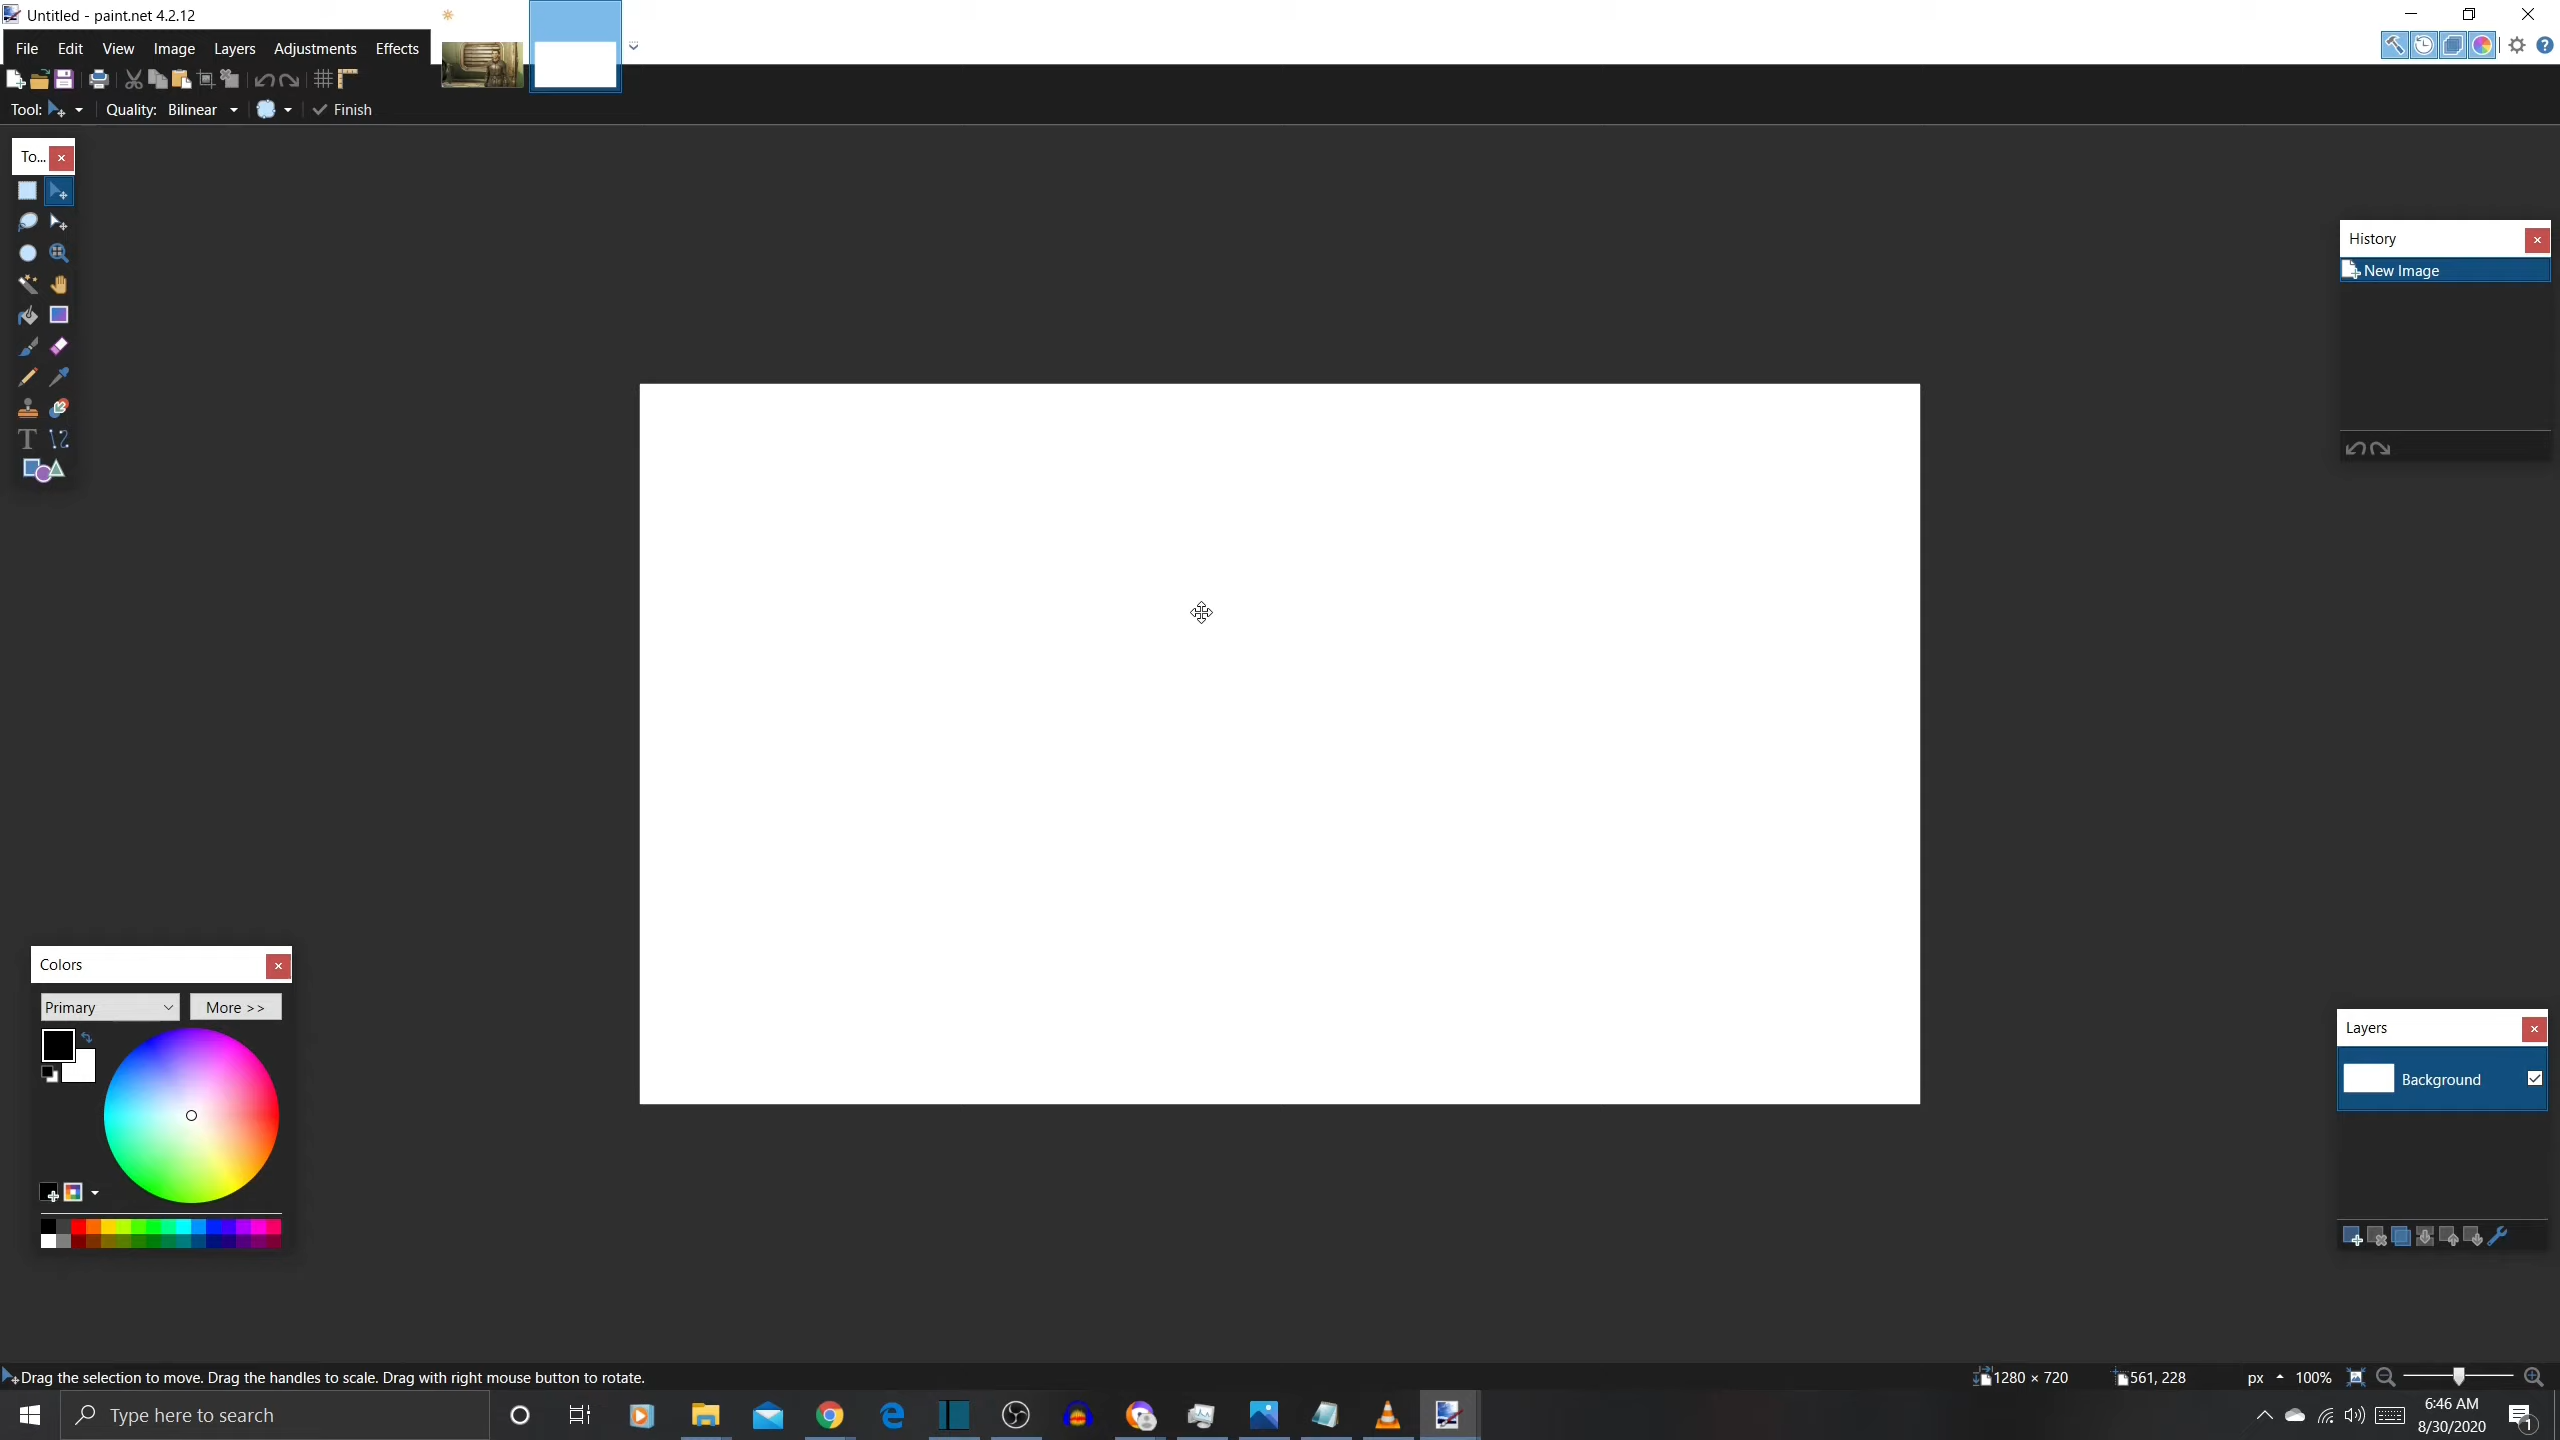 Untitled - paint.net 4.2.12
File Edit View Image Layers Adjustments Effects
Tool: Quality: Bilinear Finish
To...
History
New Image
Colors
Primary More >>
Layers
Background
Drag the selection to move. Drag the handles to scale. Drag with right mouse button to rotate.
1280 × 720 561, 228 px 100%
Type here to search
6:46 AM
8/30/2020
1